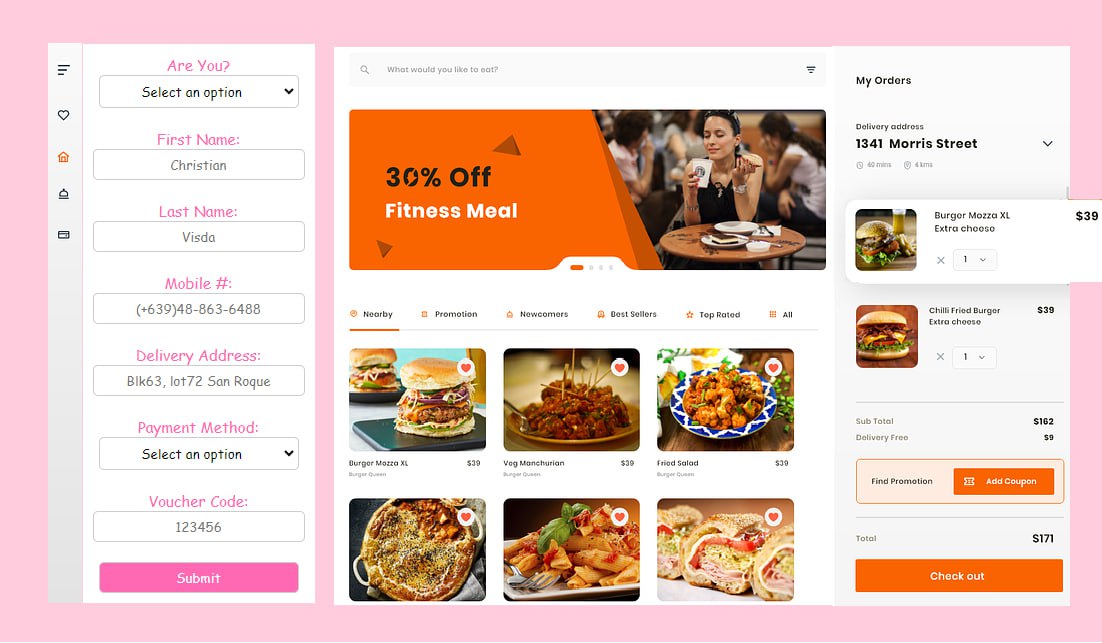 Are You?
Select an option
First Name:
Christian
Last Name:
Visda
Mobile #:
(+639)48-863-6488
Delivery Address:
Blk63, lot72 San Roque
Payment Method:
Select an option
Voucher Code:
123456
Submit
What would you like to eat?
30% Off
Fitness Meal
Nearby
Promotion
Newcomers
Best Sellers
Top Rated
All
Burger Mozza XL $39
Burger Queen
Veg Manchurian $39
Burger Queen
Fried Salad $39
Burger Queen
My Orders
Delivery address
1341 Morris Street
60 mins 4 kms
Burger Mozza XL $39
Extra cheese
1
Chilli Fried Burger $39
Extra cheese
1
Sub Total $162
Delivery Free $9
Find Promotion Add Coupon
Total $171
Check out